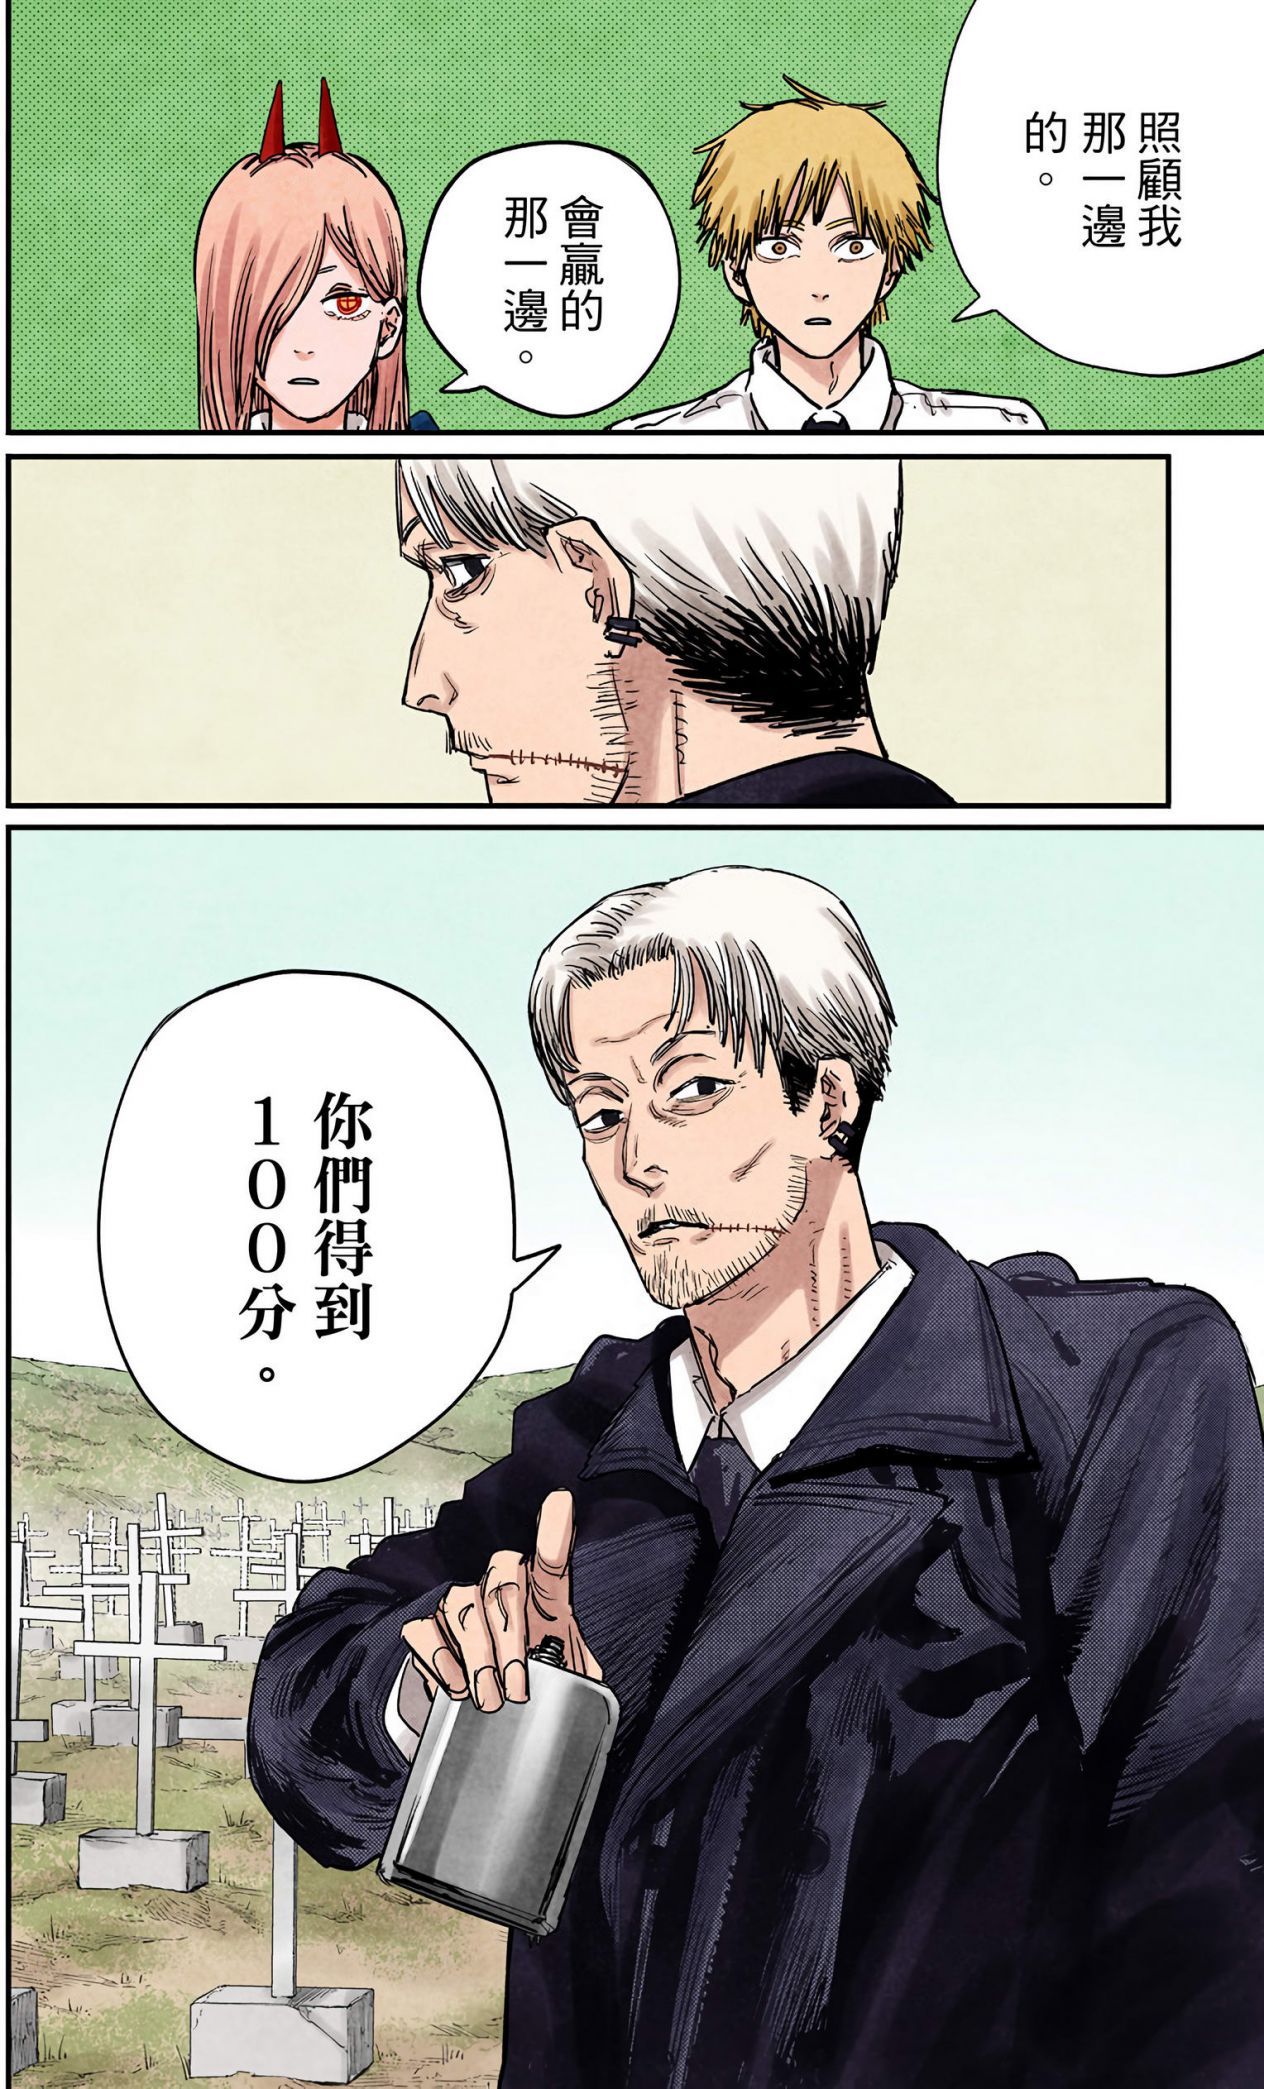 照顧我
那一邊
的。
會贏的
那一邊。
你們得到
100分。